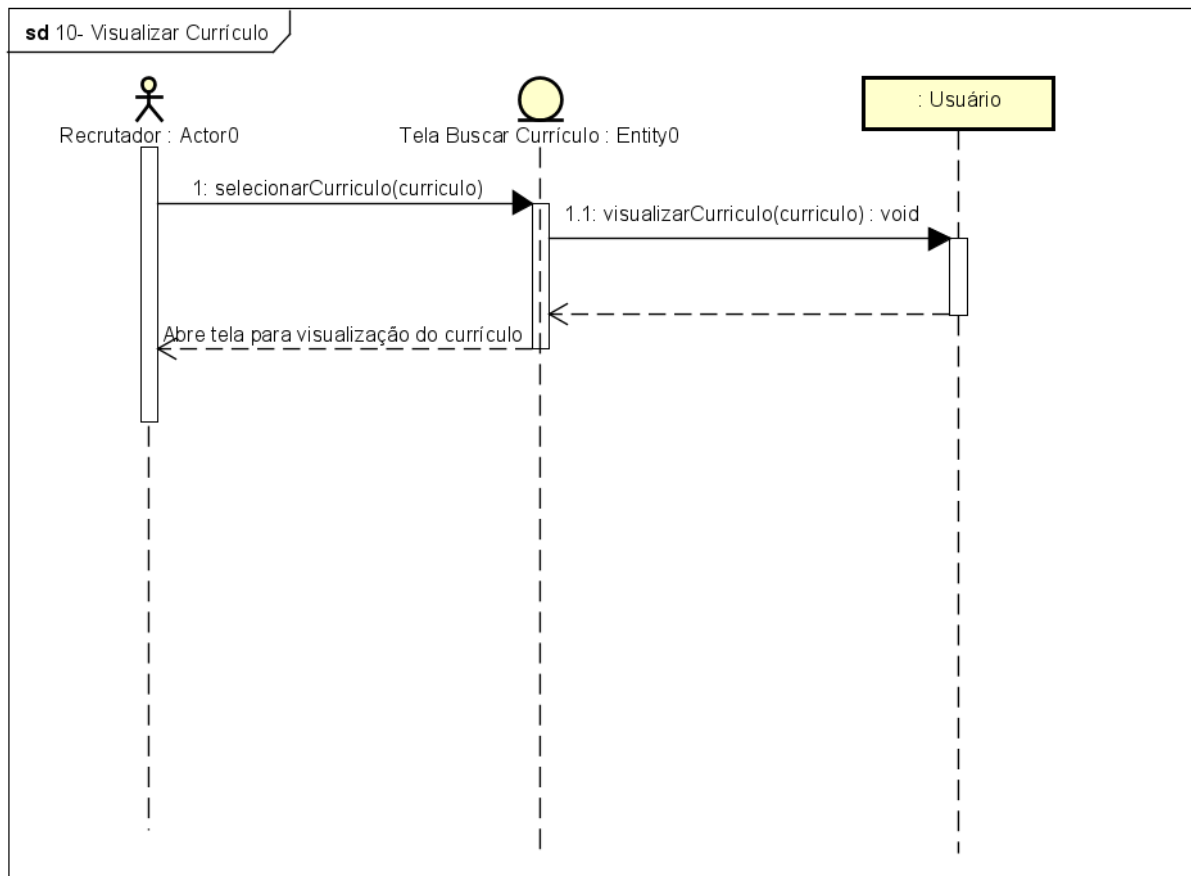 sd 10- Visualizar Currículo
Recrutador : Actor0
Tela Buscar Currículo : Entity0
: Usuário
1: selecionarCurriculo(curriculo)
1.1: visualizarCurriculo(curriculo) : void
Abre tela para visualização do currículo